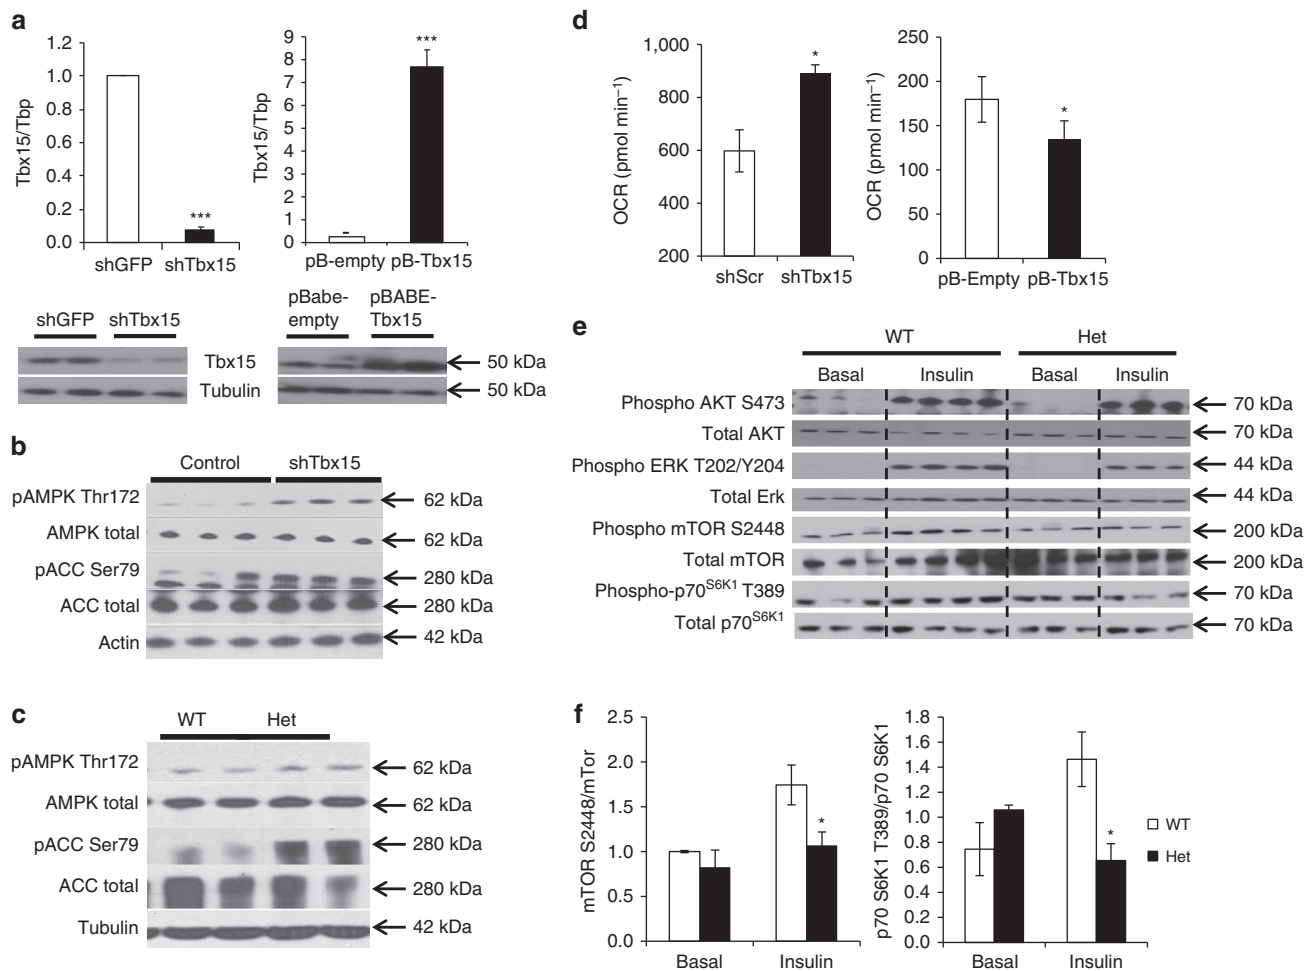 a
1.2
1.0
0.8
0.6
0.4
0.2
0.0
Tbx15/Tbp
***
shGFP shTbx15
9
8
7
6
5
4
3
2
1
0
Tbx15/Tbp
***
pB-empty pB-Tbx15
shGFP shTbx15
pBabe-empty
pBABE-Tbx15
Tbx15
50 kDa
Tubulin
50 kDa
b
Control shTbx15
pAMPK Thr172
62 kDa
AMPK total
62 kDa
pACC Ser79
280 kDa
ACC total
280 kDa
Actin
42 kDa
c
WT Het
pAMPK Thr172
62 kDa
AMPK total
62 kDa
pACC Ser79
280 kDa
ACC total
280 kDa
Tubulin
42 kDa
d
1,000
800
600
400
200
OCR (pmol min⁻¹)
*
shScr shTbx15
250
200
150
100
50
0
OCR (pmol min⁻¹)
*
pB-Empty pB-Tbx15
e
WT Het
Basal Insulin Basal Insulin
Phospho AKT S473
70 kDa
Total AKT
70 kDa
Phospho ERK T202/Y204
44 kDa
Total Erk
44 kDa
Phospho mTOR S2448
200 kDa
Total mTOR
200 kDa
Phospho-p70S6K1 T389
70 kDa
Total p70S6K1
70 kDa
f
2.5
2.0
1.5
1.0
0.5
0.0
mTOR S2448/mTor
*
Basal Insulin
1.8
1.6
1.4
1.2
1.0
0.8
0.6
0.4
0.2
0.0
p70 S6K1 T389/p70 S6K1
*
Basal Insulin
WT
Het